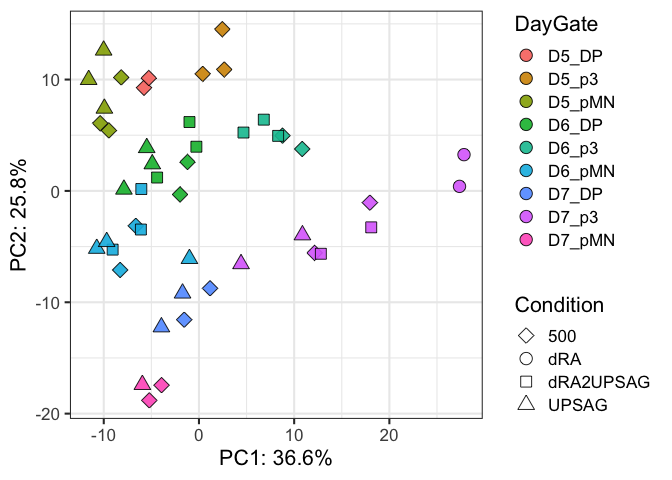 10
0
-10
-20
-10
0
10
20
PC2: 25.8%
PC1: 36.6%
DayGate
D5_DP
D5_p3
D5_pMN
D6_DP
D6_p3
D6_pMN
D7_DP
D7_p3
D7_pMN
Condition
500
dRA
dRA2UPSAG
UPSAG